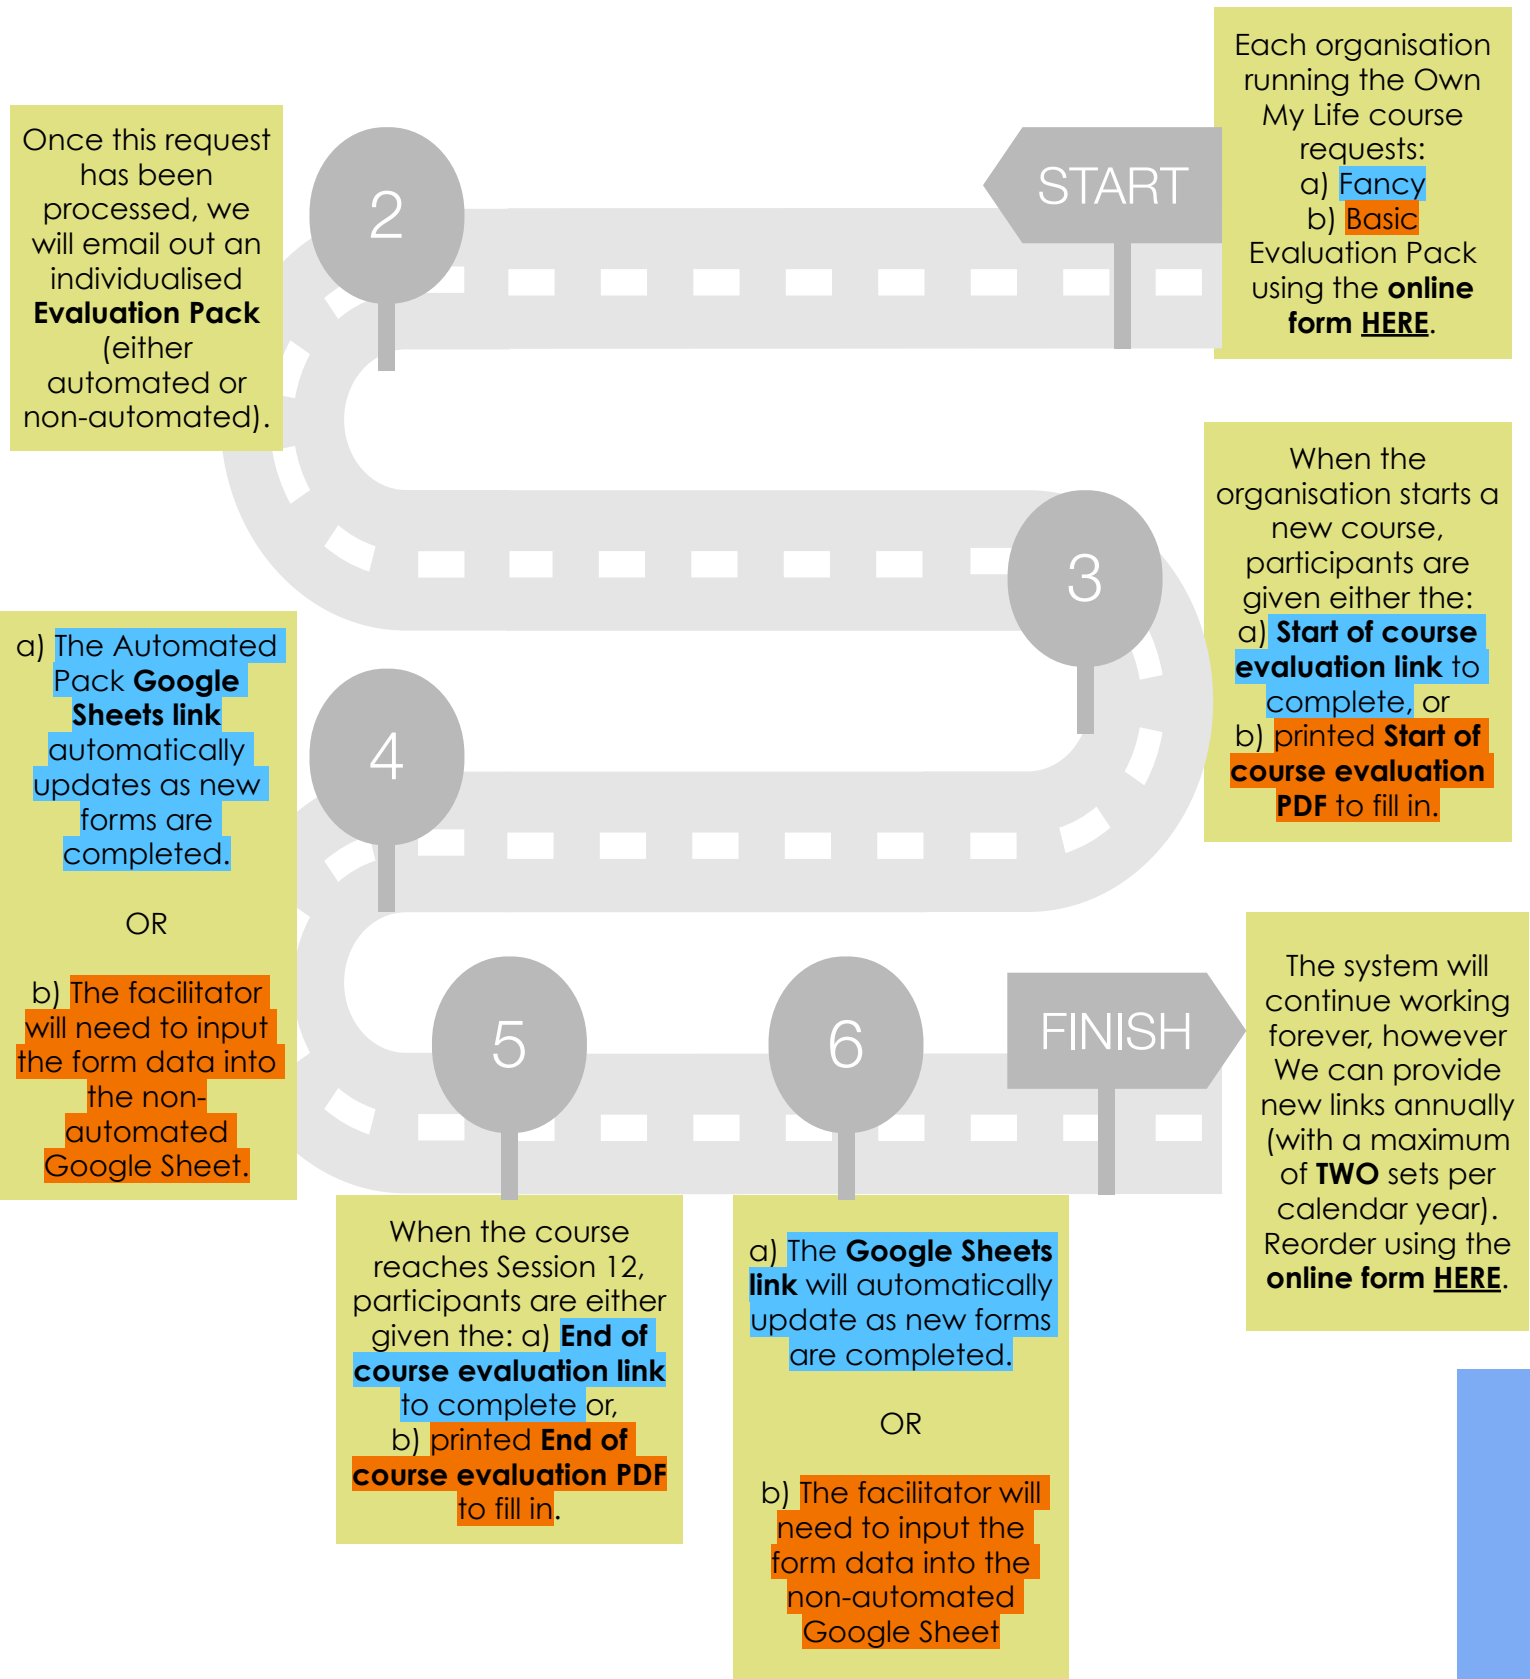 START
Each organisation
running the Own
My Life course
requests:
a) Fancy
b) Basic
Evaluation Pack
using the online
form HERE.
2
Once this request
has been
processed, we
will email out an
individualised
Evaluation Pack
(either
automated or
non-automated).
3
When the
organisation starts a
new course,
participants are
given either the:
a) Start of course
evaluation link to
complete, or
b) printed Start of
course evaluation
PDF to fill in.
4
a) The Automated
Pack Google
Sheets link
automatically
updates as new
forms are
completed.
OR
b) The facilitator
will need to input
the form data into
the non-
automated
Google Sheet.
5
When the course
reaches Session 12,
participants are either
given the: a) End of
course evaluation link
to complete or,
b) printed End of
course evaluation PDF
to fill in.
6
a) The Google Sheets
link will automatically
update as new forms
are completed.
OR
b) The facilitator will
need to input the
form data into the
non-automated
Google Sheet
FINISH
The system will
continue working
forever, however
We can provide
new links annually
(with a maximum
of TWO sets per
calendar year).
Reorder using the
online form HERE.